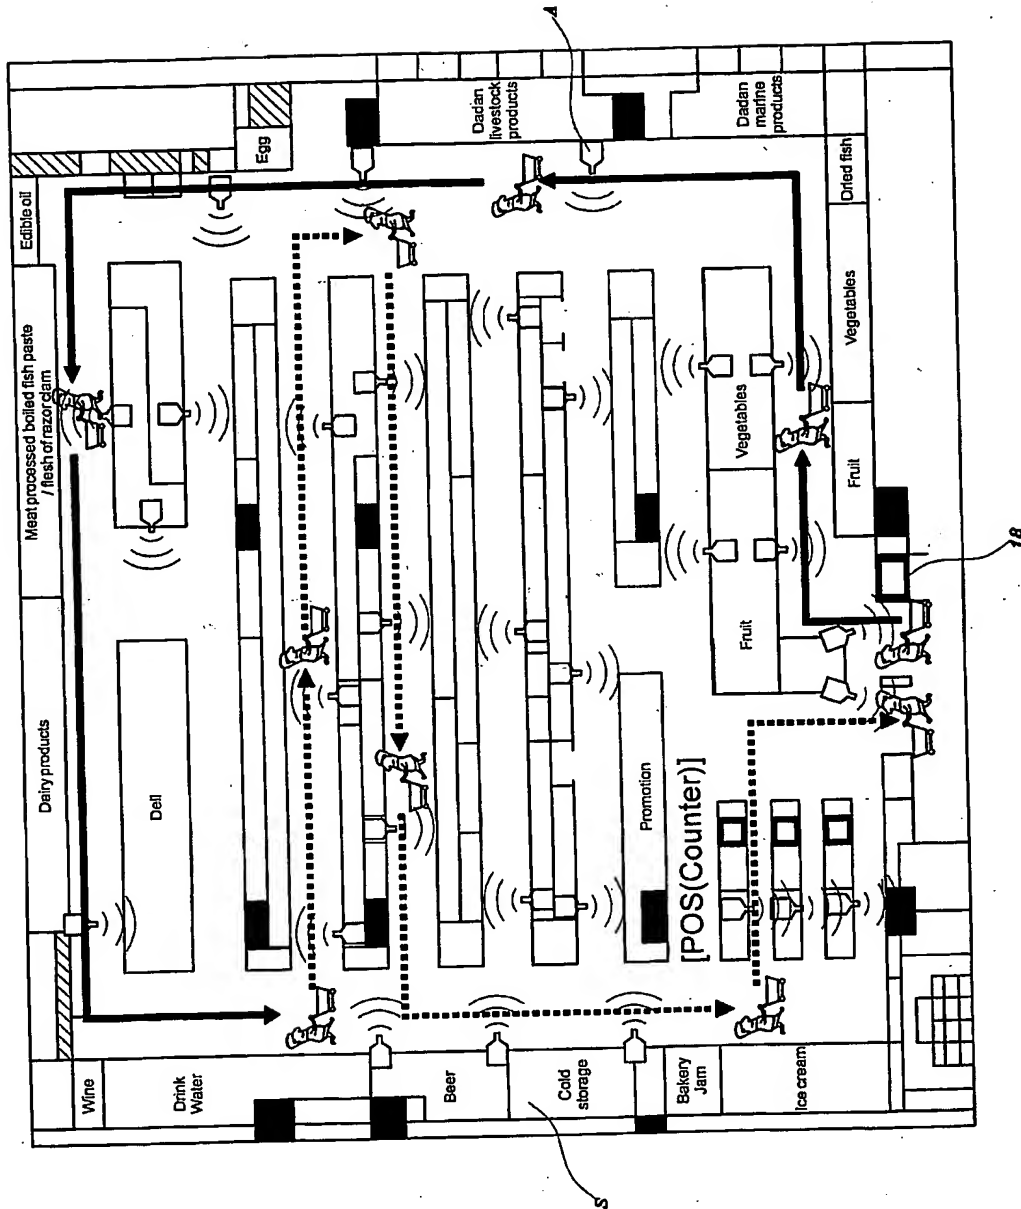 A
Edible oil
Egg
Dadan
livestock
products
Dadan
marine
products
Meat processed boiled fish paste
/ flesh of razor clam
Dried fish
Vegetables
Vegetables
Fruit
Fruit
18
Dairy products
Deli
Promotion
[POS(Counter)]
Wine
Drink
Water
Beer
Cold
storage
Bakery
Jam
Ice cream
S